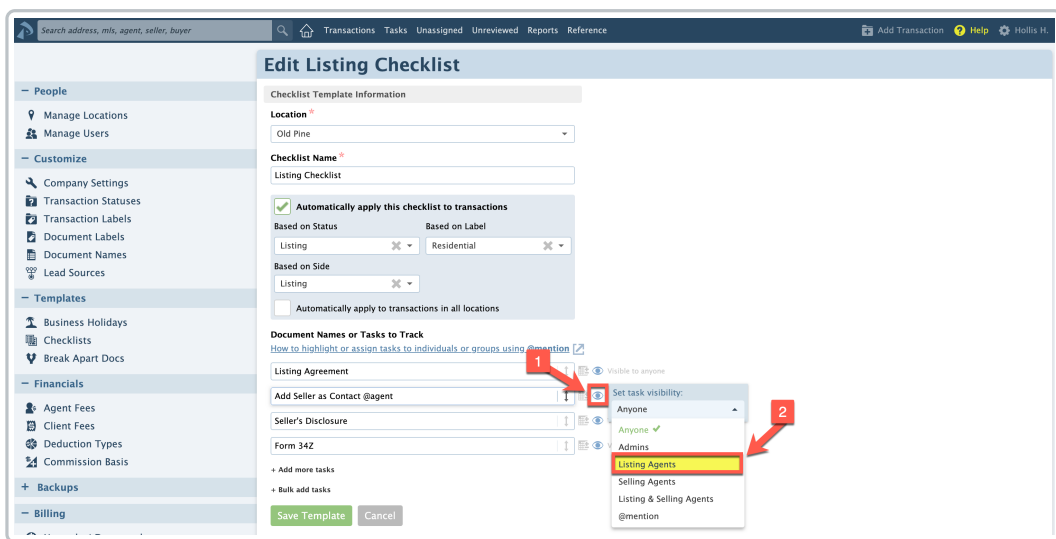 Search address, mls, agent, seller, buyer
Transactions Tasks Unassigned Unreviewed Reports Reference
Add Transaction ? Help Hollis H.
Edit Listing Checklist
− People
Manage Locations
Manage Users
− Customize
Company Settings
Transaction Statuses
Transaction Labels
Document Labels
Document Names
Lead Sources
− Templates
Business Holidays
Checklists
Break Apart Docs
− Financials
Agent Fees
Client Fees
Deduction Types
Commission Basis
+ Backups
− Billing
Checklist Template Information
Location *
Old Pine
Checklist Name *
Listing Checklist
Automatically apply this checklist to transactions
Based on Status Based on Label
Listing Residential
Based on Side
Listing
Automatically apply to transactions in all locations
Document Names or Tasks to Track
How to highlight or assign tasks to individuals or groups using @mention
1
Listing Agreement Visible to anyone
Add Seller as Contact @agent
Seller's Disclosure
Form 34Z
+ Add more tasks
+ Bulk add tasks
Save Template Cancel
Set task visibility:
Anyone
2
Anyone ✔
Admins
Listing Agents
Selling Agents
Listing & Selling Agents
@mention